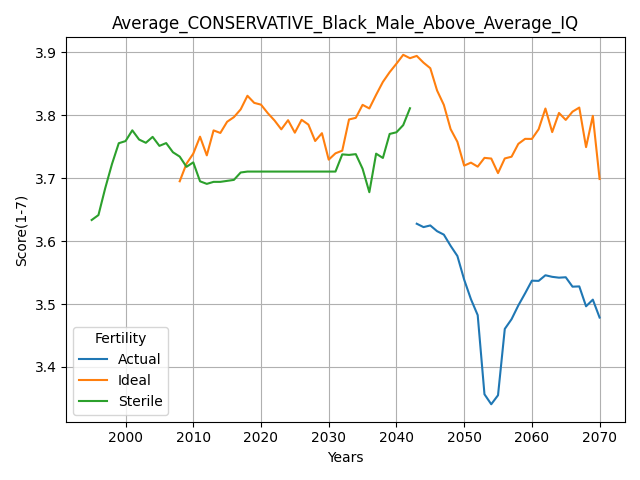 Average_CONSERVATIVE_Black_Male_Above_Average_IQ
Score(1-7)
3.9
3.8
3.7
3.6
3.5
3.4
Fertility
Actual
Ideal
Sterile
2000 2010 2020 2030 2040 2050 2060 2070
Years